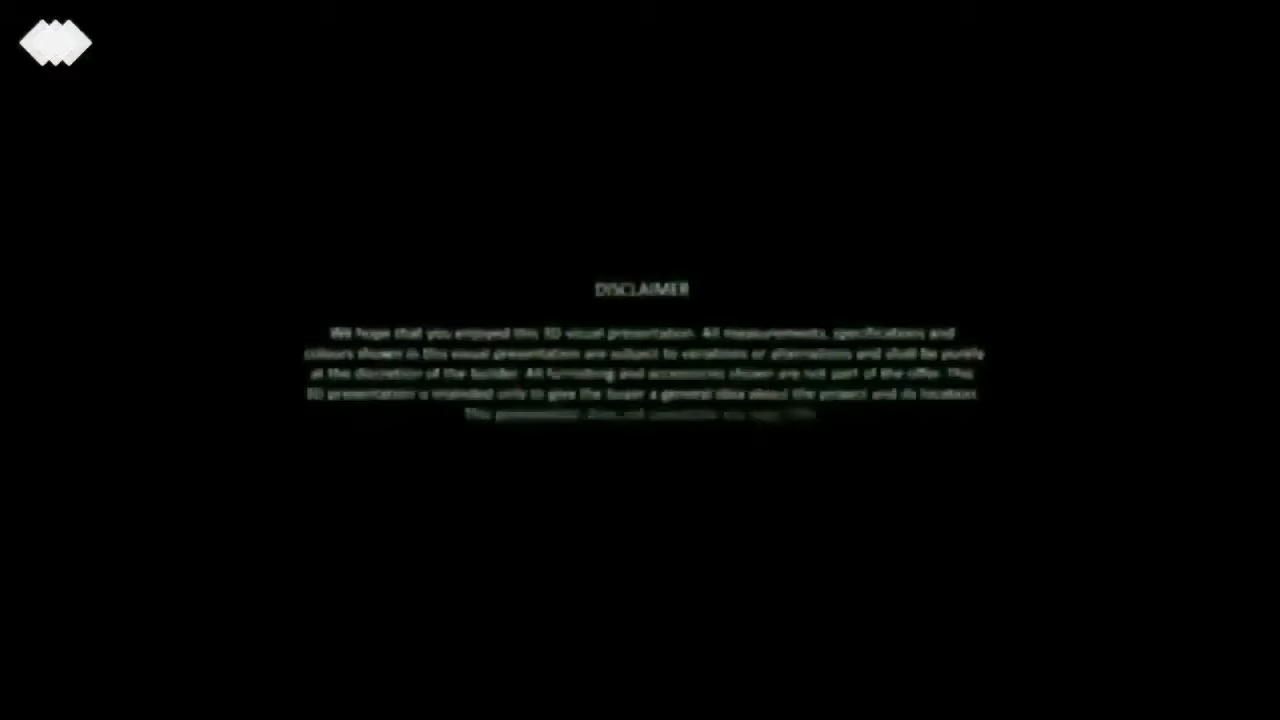 DISCLAIMER
We hope that you enjoyed this 3D visual presentation. All measurements, specifications and
colours shown in this visual presentation are subject to variations or alternations and shall be purely
at the discretion of the builder. All furnishing and accessories shown are not part of the offer. This
3D presentation is intended only to give the buyer a general idea about the project and its location.
This presentation does not